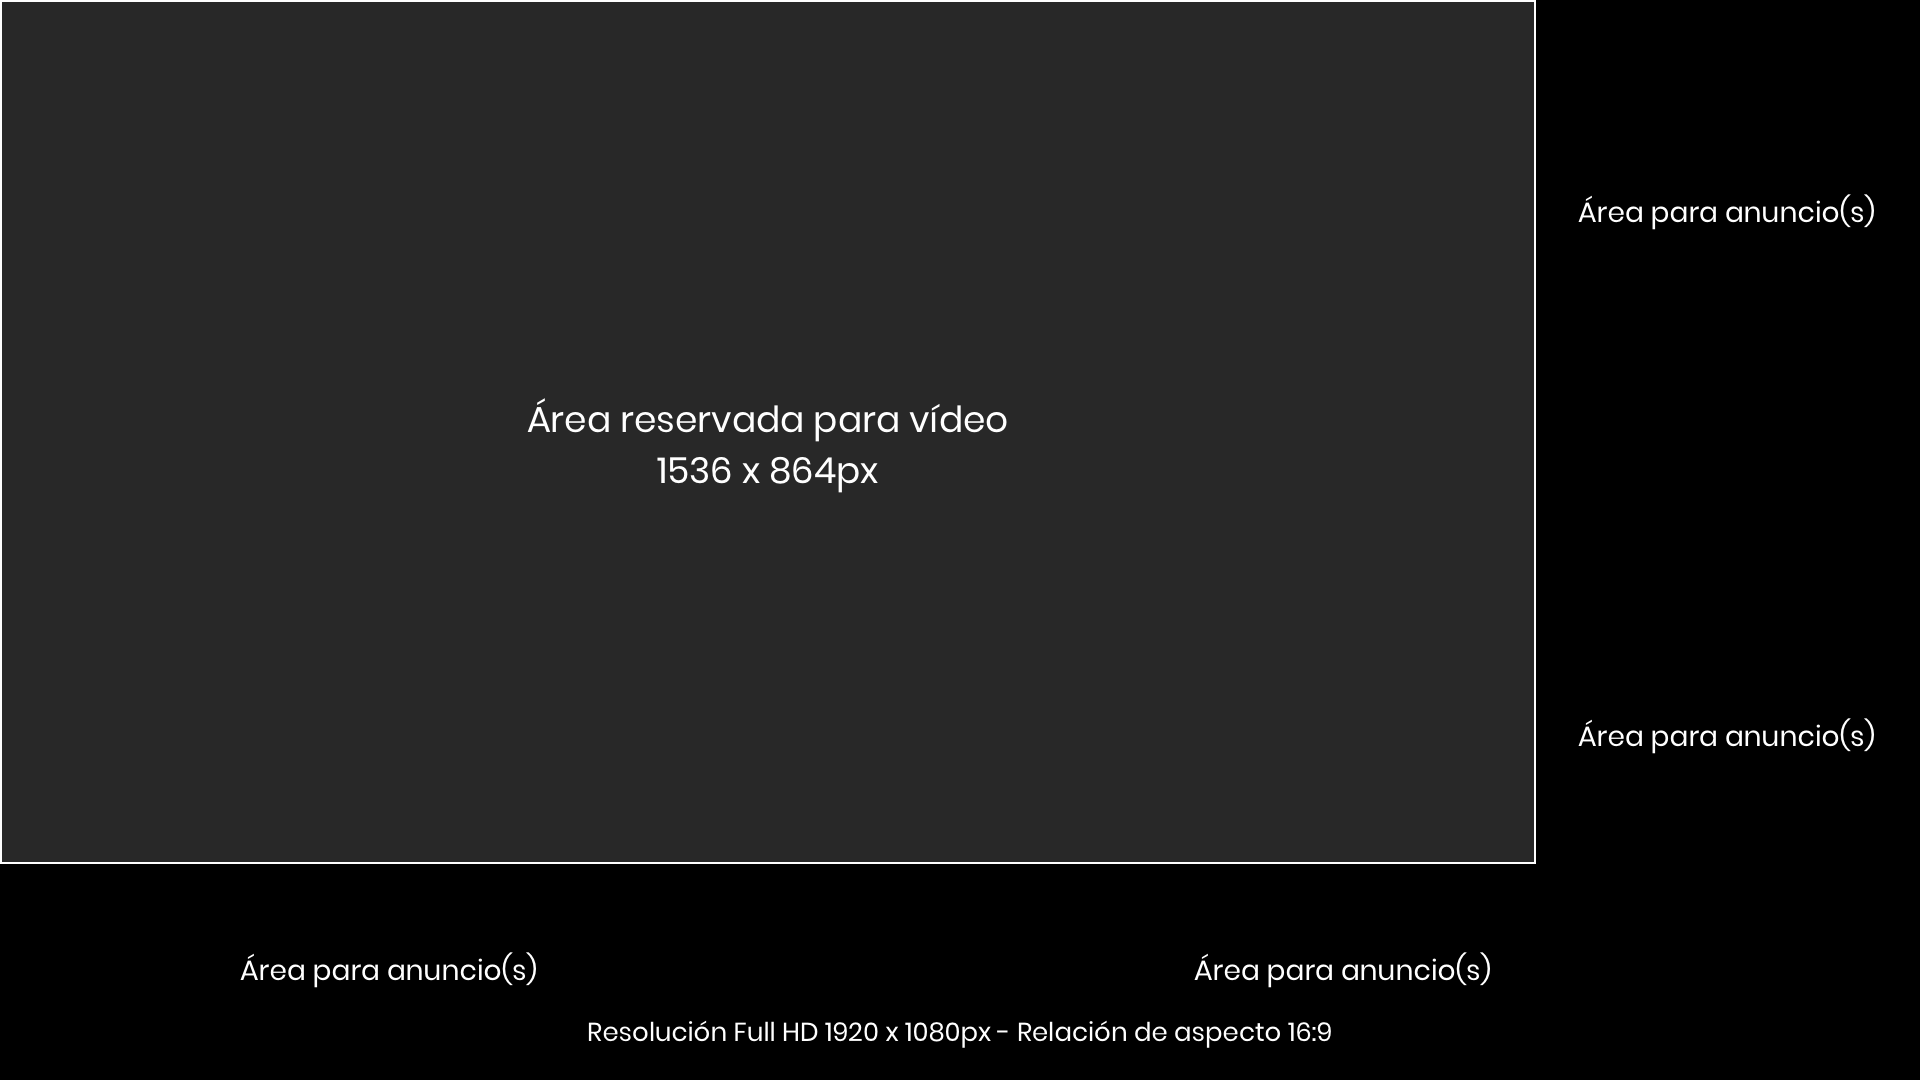 Área para anuncio(s)
Área reservada para vídeo
1536 x 864px
Área para anuncio(s)
Área para anuncio(s)
Área para anuncio(s)
Resolución Full HD 1920 x 1080px - Relación de aspecto 16:9